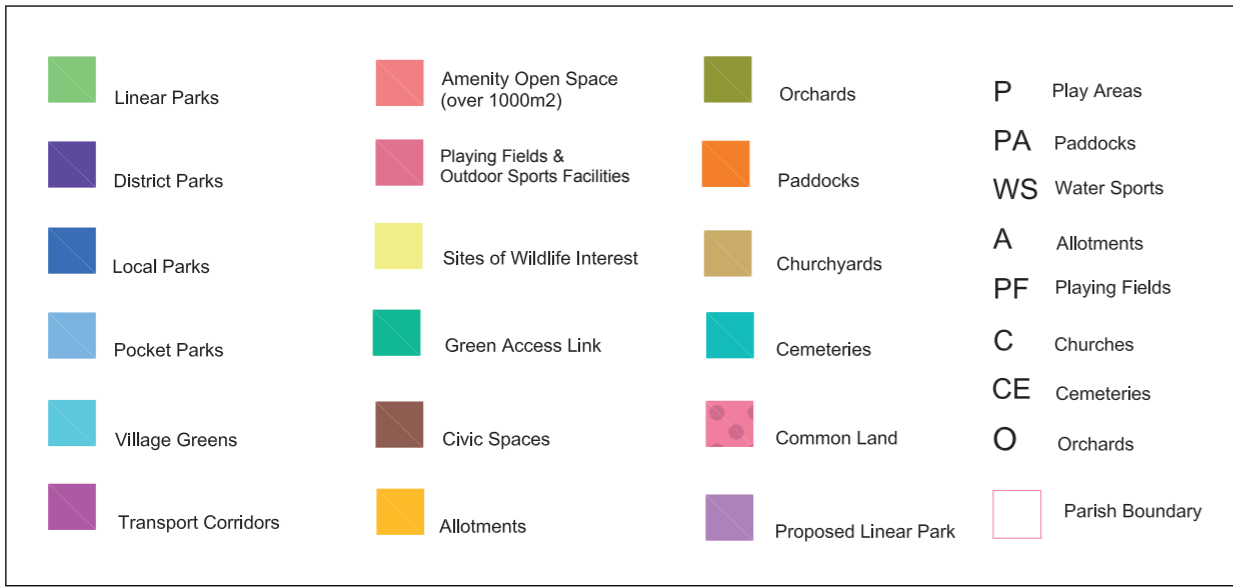 Linear Parks
District Parks
Local Parks
Pocket Parks
Village Greens
Transport Corridors
Amenity Open Space
(over 1000m2)
Playing Fields &
Outdoor Sports Facilities
Sites of Wildlife Interest
Green Access Link
Civic Spaces
Allotments
Orchards
Paddocks
Churchyards
Cemeteries
Common Land
Proposed Linear Park
P Play Areas
PA Paddocks
WS Water Sports
A Allotments
PF Playing Fields
C Churches
CE Cemeteries
O Orchards
Parish Boundary